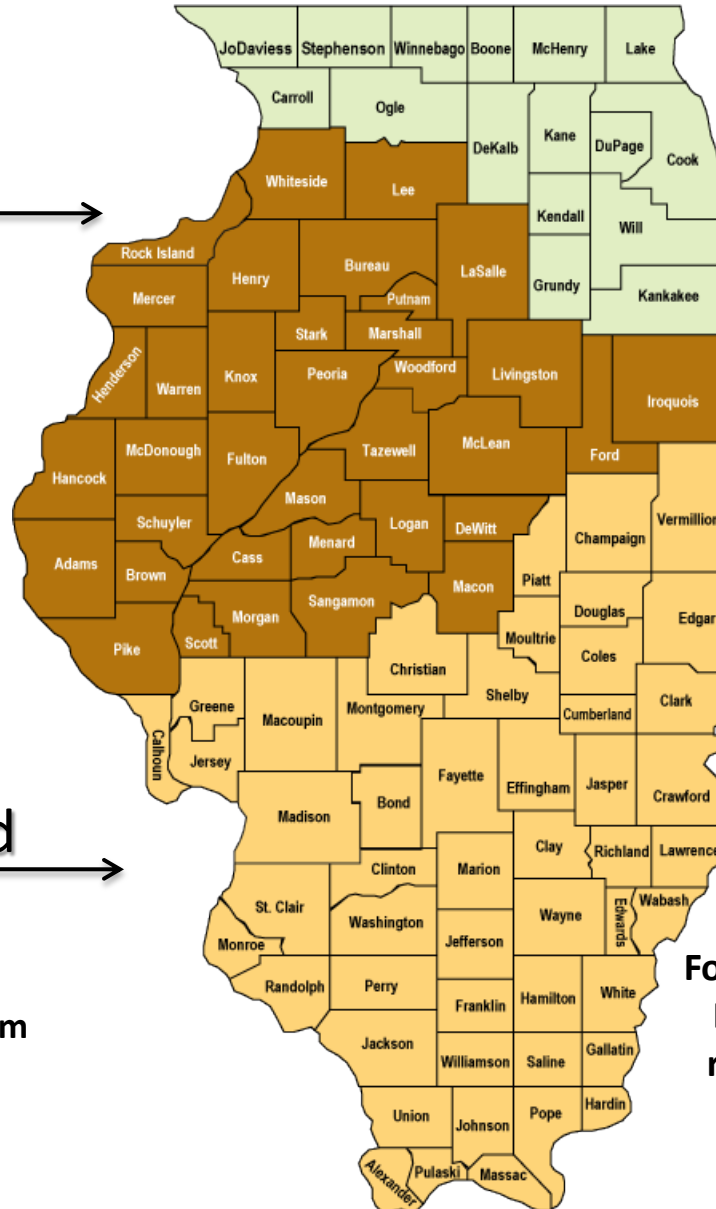 JoDaviess Stephenson Winnebago Boone McHenry Lake
Carroll Ogle DeKalb Kane DuPage Cook
Whiteside Lee Kendall Will
Rock Island Henry Bureau LaSalle Grundy Kankakee
Mercer Putnam
Stark Marshall
Henderson Warren Knox Peoria Woodford Livingston Iroquois
Hancock McDonough Fulton Tazewell McLean Ford
Mason
Schuyler Logan DeWitt Champaign Vermillion
Adams Brown Cass Menard Piatt
Macon
Pike Scott Morgan Sangamon Moultrie Douglas Edgar
Christian Coles
Greene Macoupin Montgomery Shelby Cumberland Clark
Calhoun Jersey Fayette Effingham Jasper Crawford
Madison Bond
d
Clinton Marion Clay Richland Lawrence
St. Clair Washington Wayne Edwards Wabash
Monroe Jefferson
Randolph Perry Franklin Hamilton White
Fo
m
Jackson Williamson Saline Gallatin
Union Johnson Pope Hardin
Alexander Pulaski Massac